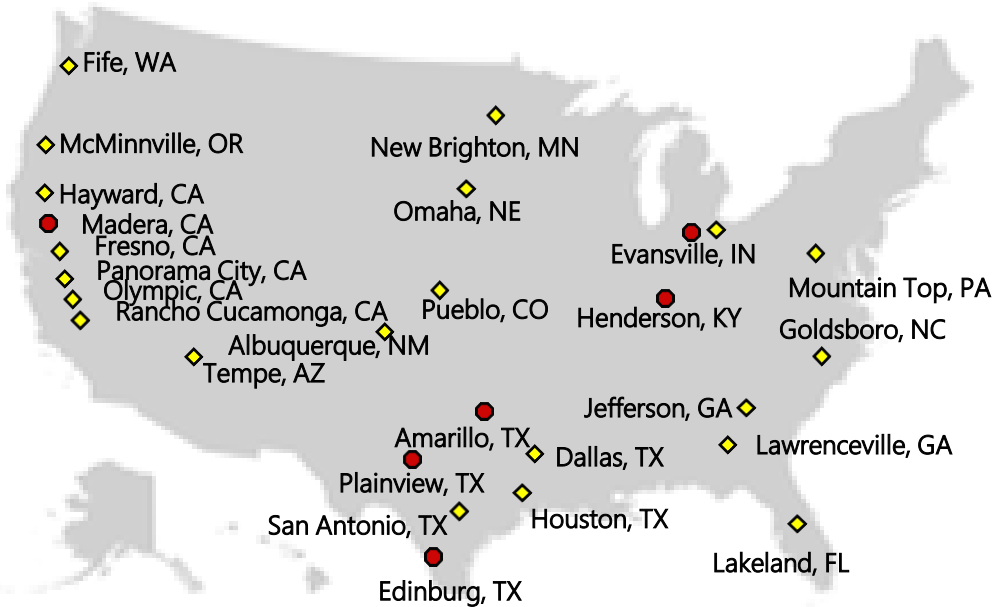 Fife, WA
McMinnville, OR
New Brighton, MN
Hayward, CA
Omaha, NE
Madera, CA
Fresno, CA
Evansville, IN
Panorama City, CA
Olympic, CA
Mountain Top, PA
Rancho Cucamonga, CA
Pueblo, CO
Henderson, KY
Goldsboro, NC
Albuquerque, NM
Tempe, AZ
Jefferson, GA
Amarillo, TX
Lawrenceville, GA
Dallas, TX
Plainview, TX
Houston, TX
San Antonio, TX
Lakeland, FL
Edinburg, TX